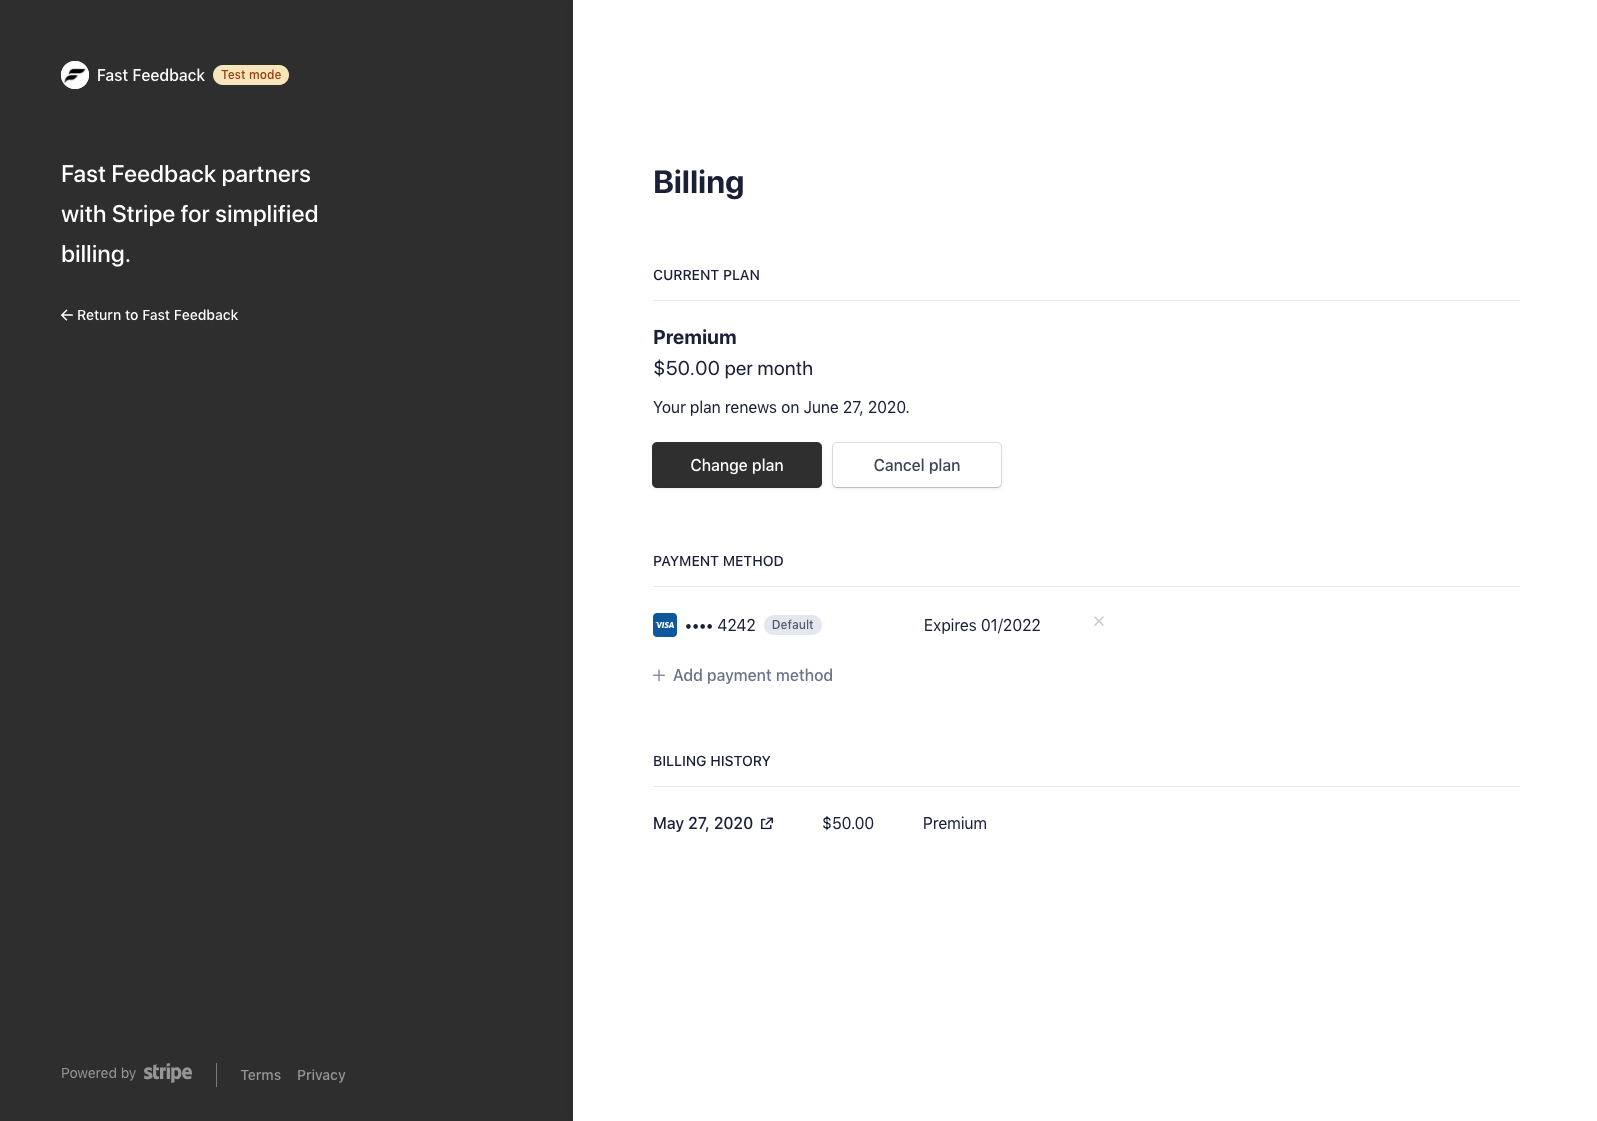 Fast Feedback Test mode
Fast Feedback partners
with Stripe for simplified
billing.
← Return to Fast Feedback
Powered by stripe
Terms Privacy
Billing
CURRENT PLAN
Premium
$50.00 per month
Your plan renews on June 27, 2020.
Change plan Cancel plan
PAYMENT METHOD
VISA •••• 4242 Default Expires 01/2022 ×
+ Add payment method
BILLING HISTORY
May 27, 2020 $50.00 Premium